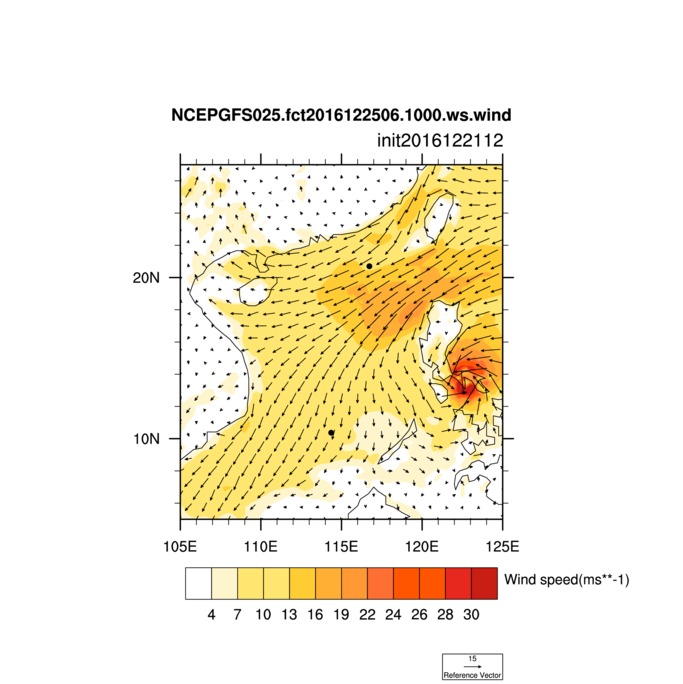 NCEPGFS025.fct2016122506.1000.ws.wind
init2016122112
20N
10N
105E 110E 115E 120E 125E
Wind speed(ms**-1)
4 7 10 13 16 19 22 24 26 28 30
15
Reference Vector